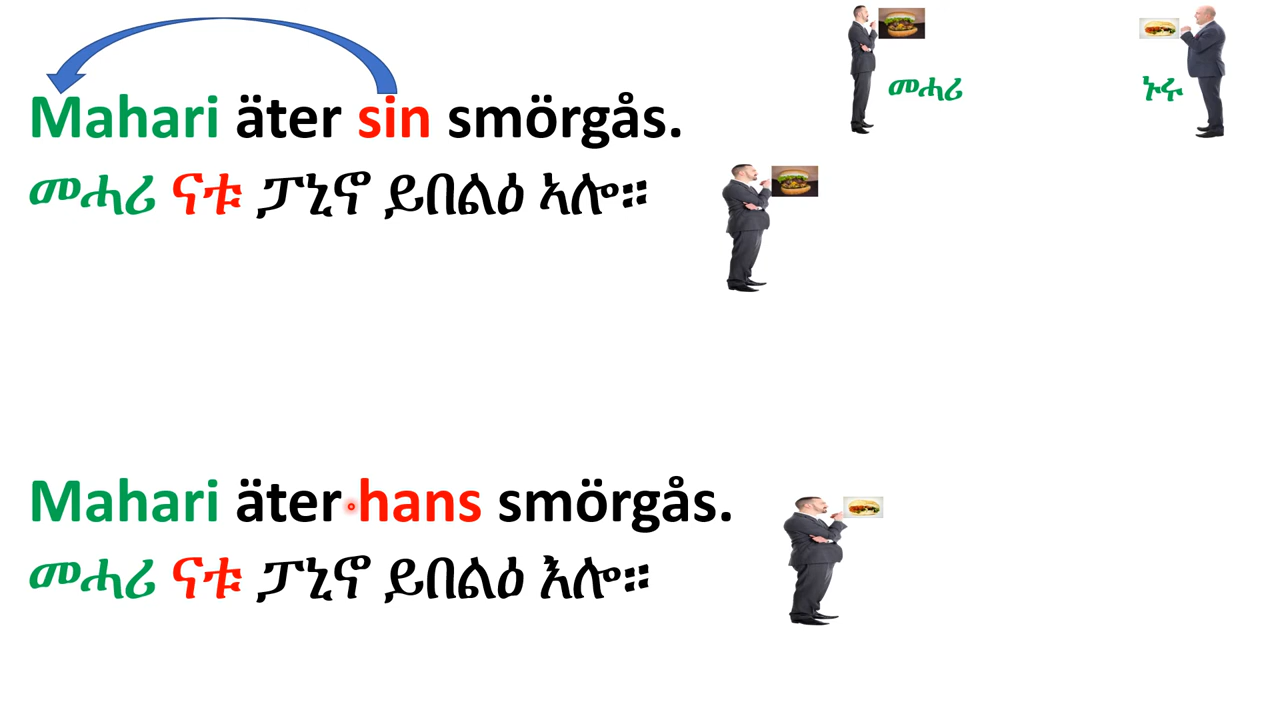 መሓሪ
ኑሩ
Mahari äter sin smörgås.
መሓሪ ናቱ ፓኒኖ ይበልዕ ኣሎ።
Mahari äter hans smörgås.
መሓሪ ናቱ ፓኒኖ ይበልዕ እሎ።